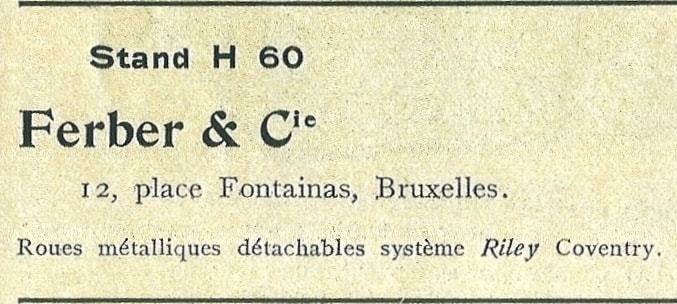 Stand H 60
Ferber & Cie
12, place Fontainas, Bruxelles.
Roues métalliques détachables système Riley Coventry.